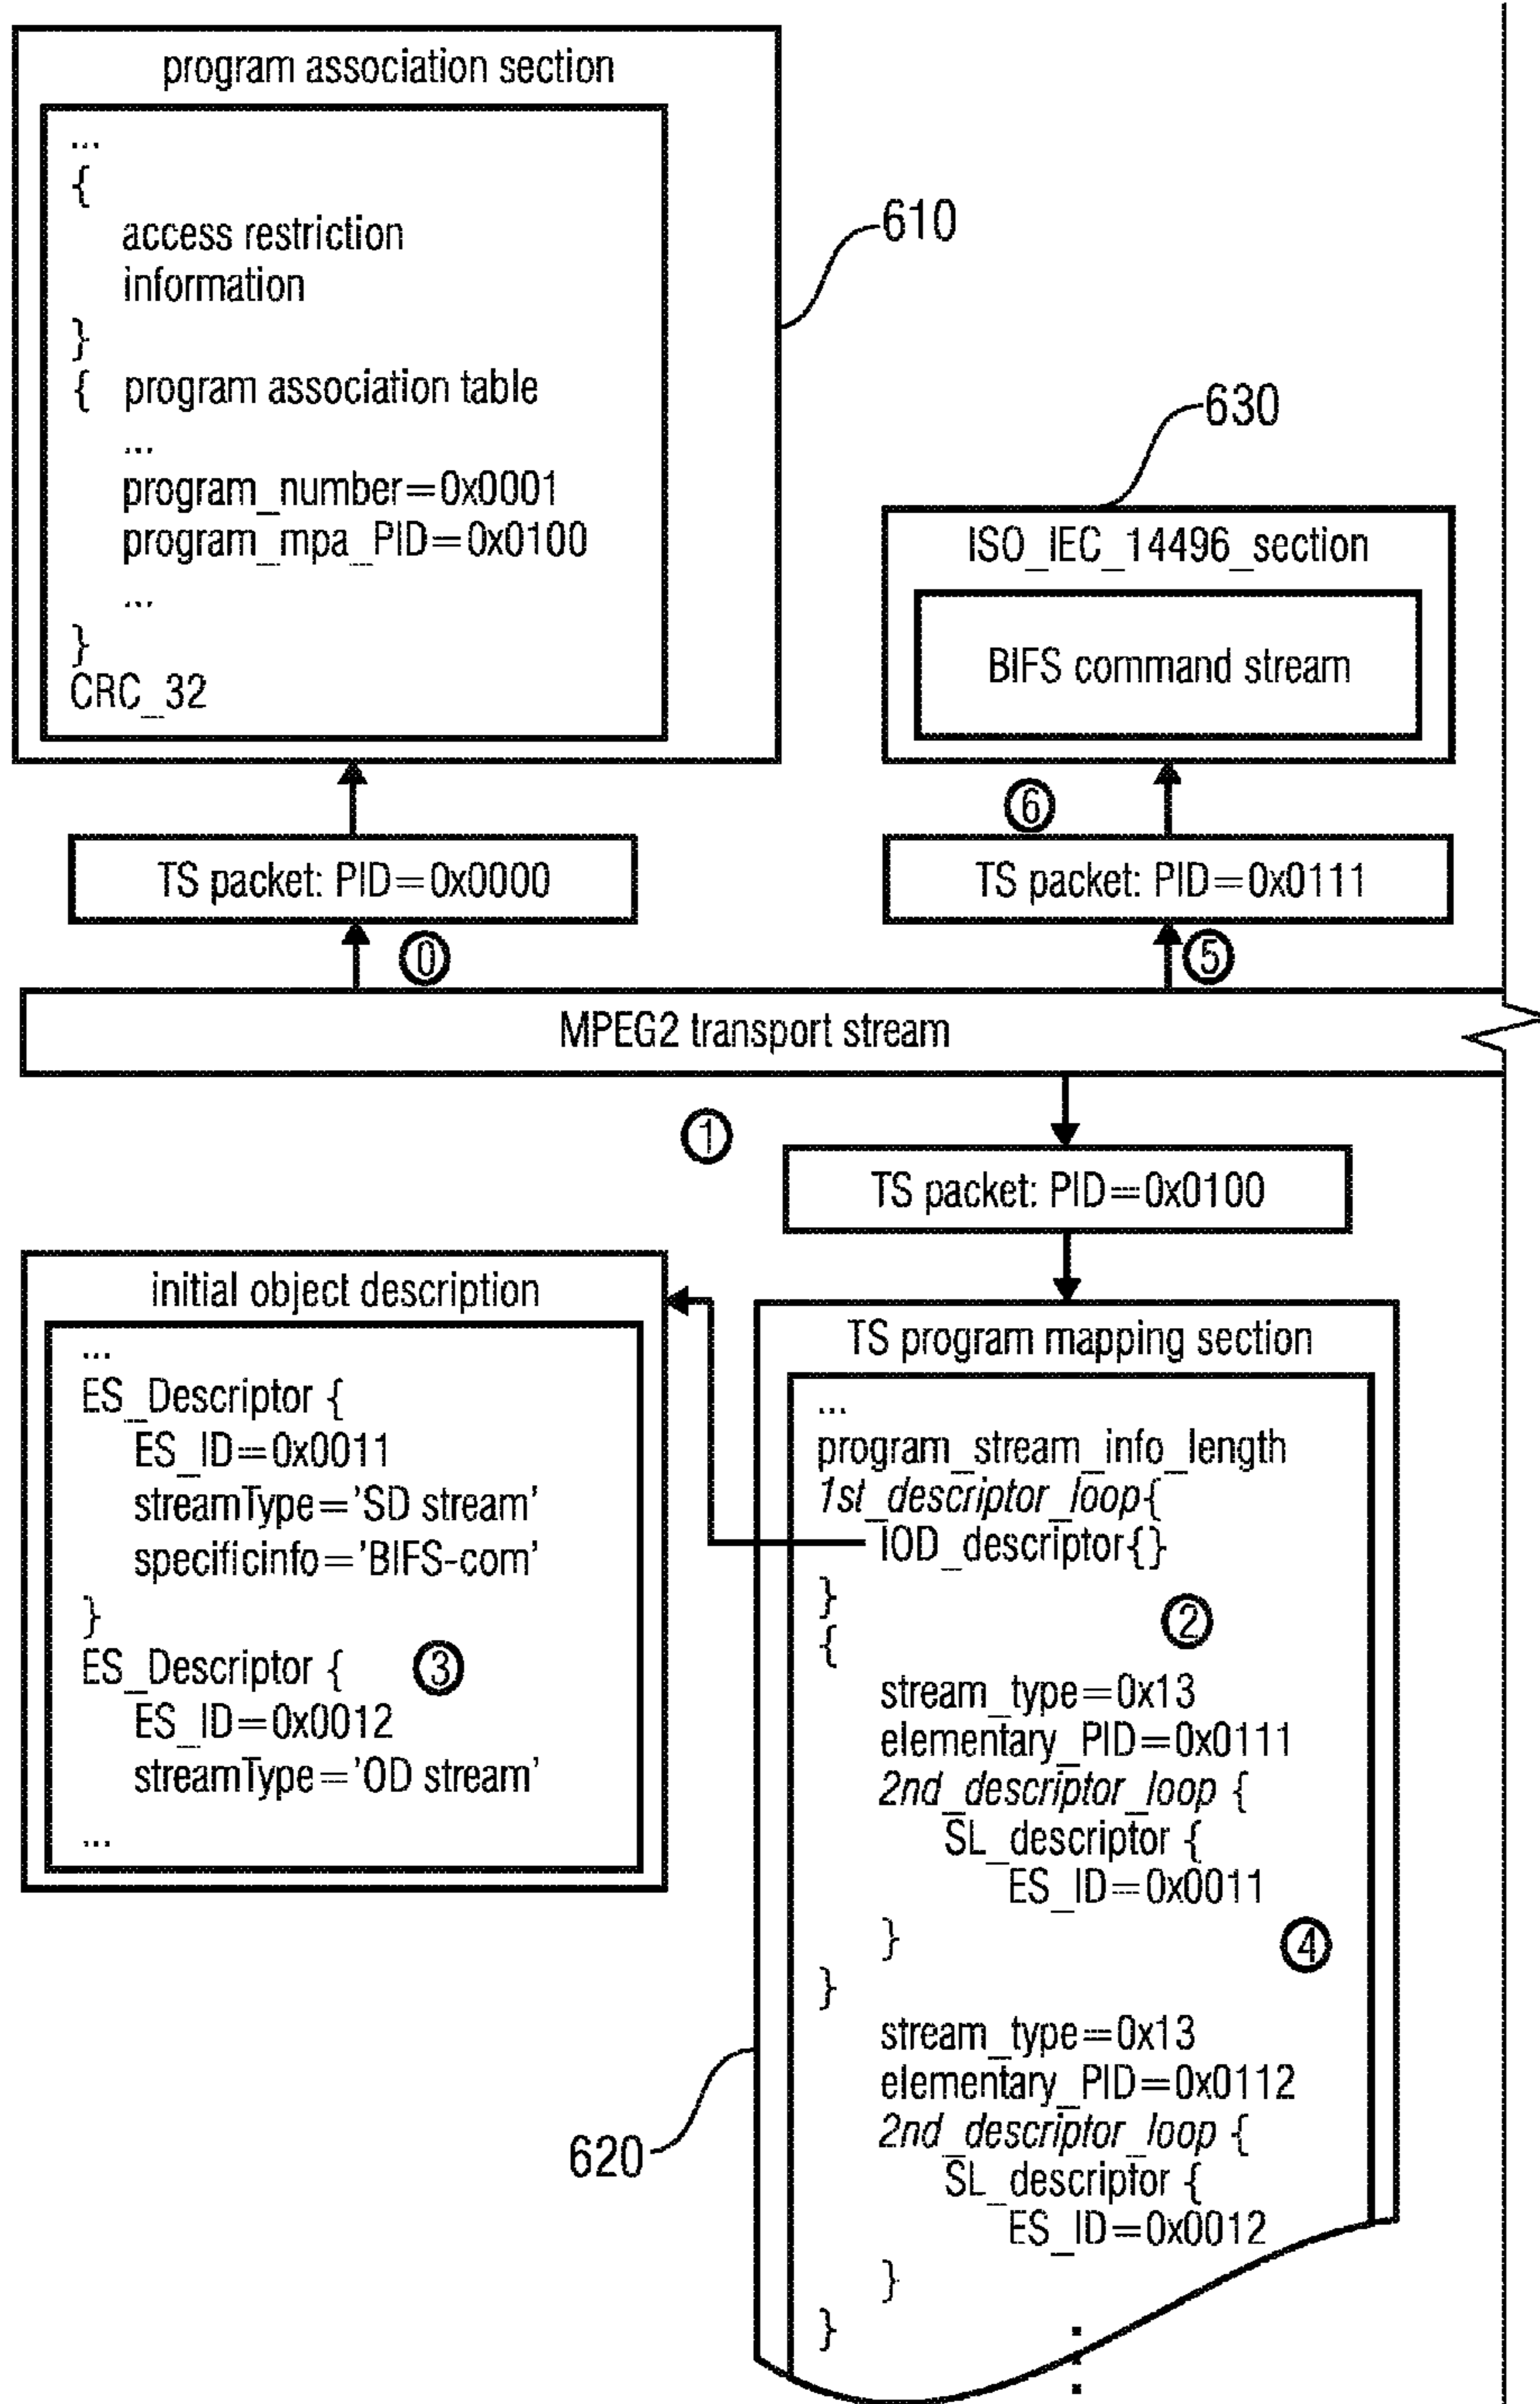 program association section
...
{
access restriction
information
}
{ program association table
...
program_number=0x0001
program_mpa_PID=0x0100
...
}
CRC_32
610
630
ISO_IEC_14496_section
BIFS command stream
6
TS packet: PID=0x0000
TS packet: PID=0x0111
0
5
MPEG2 transport stream
1
TS packet: PID=0x0100
initial object description
...
ES_Descriptor {
ES_ID=0x0011
streamType='SD stream'
specificinfo='BIFS-com'
}
ES_Descriptor {
3
ES_ID=0x0012
streamType='OD stream'
...
TS program mapping section
...
program_stream_info_length
1st_descriptor_loop{
IOD_descriptor{}
}
2
{
stream_type=0x13
elementary_PID=0x0111
2nd_descriptor_loop {
SL_descriptor {
ES_ID=0x0011
}
4
}
stream_type=0x13
elementary_PID=0x0112
2nd_descriptor_loop {
SL_descriptor {
ES_ID=0x0012
}
}
620